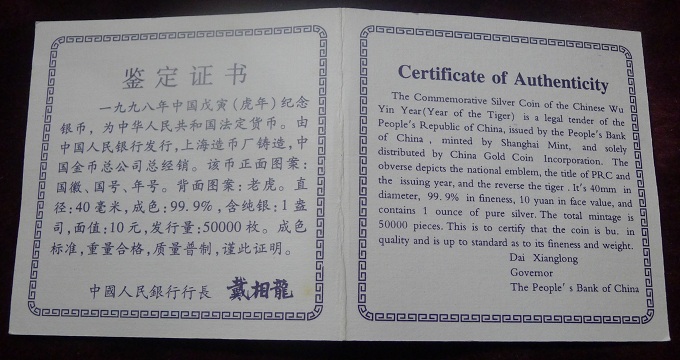 鉴定证书
一九九八年中国戊寅(虎年)纪念
银币，为中华人民共和国法定货币。由
中国人民银行发行，上海造币厂铸造，中
国金币总公司总经销。该币正面图案：
国徽、国号、年号。背面图案：老虎。直
径：40毫米，成色：99.9%，含纯银：1盎
司，面值：10元，发行量：50000枚。成色
标准，重量合格，质量普制，谨此证明。
中國人民銀行行長 戴相龍
Certificate of Authenticity
The Commemorative Silver Coin of the Chinese Wu
Yin Year(Year of the Tiger) is a legal tender of the
People's Republic of China, issued by the People's Bank
of China , minted by Shanghai Mint, and solely
distributed by China Gold Coin Incorporation. The
obverse depicts the national emblem, the title of PRC and
the issuing year, and the reverse the tiger . It's 40mm in
diameter, 99.9% in fineness, 10 yuan in face value, and
contains 1 ounce of pure silver. The total mintage is
50000 pieces. This is to certify that the coin is bu. in
quality and is up to standard as to its fineness and weight.
Dai Xianglong
Governor
The People's Bank of China